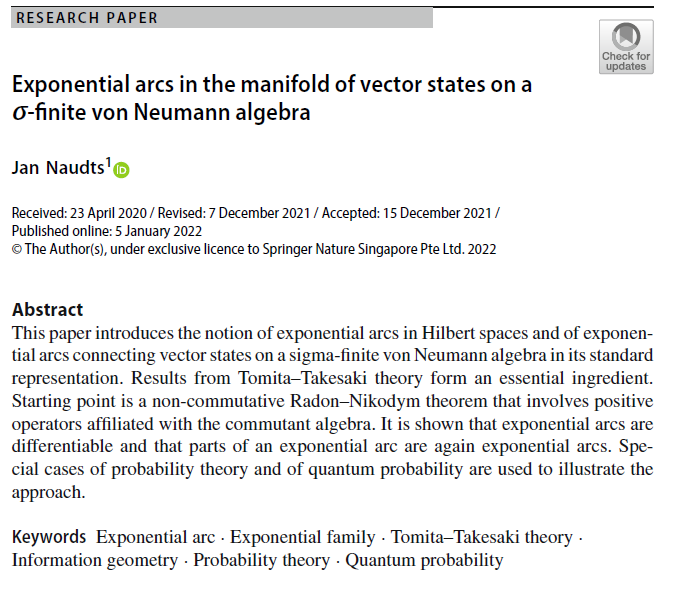 RESEARCH PAPER
Check for
updates
Exponential arcs in the manifold of vector states on a
σ-finite von Neumann algebra
Jan Naudts1 iD
Received: 23 April 2020 / Revised: 7 December 2021 / Accepted: 15 December 2021 /
Published online: 5 January 2022
© The Author(s), under exclusive licence to Springer Nature Singapore Pte Ltd. 2022
Abstract
This paper introduces the notion of exponential arcs in Hilbert spaces and of exponen-
tial arcs connecting vector states on a sigma-finite von Neumann algebra in its standard
representation. Results from Tomita–Takesaki theory form an essential ingredient.
Starting point is a non-commutative Radon–Nikodym theorem that involves positive
operators affiliated with the commutant algebra. It is shown that exponential arcs are
differentiable and that parts of an exponential arc are again exponential arcs. Spe-
cial cases of probability theory and of quantum probability are used to illustrate the
approach.
Keywords Exponential arc · Exponential family · Tomita–Takesaki theory ·
Information geometry · Probability theory · Quantum probability